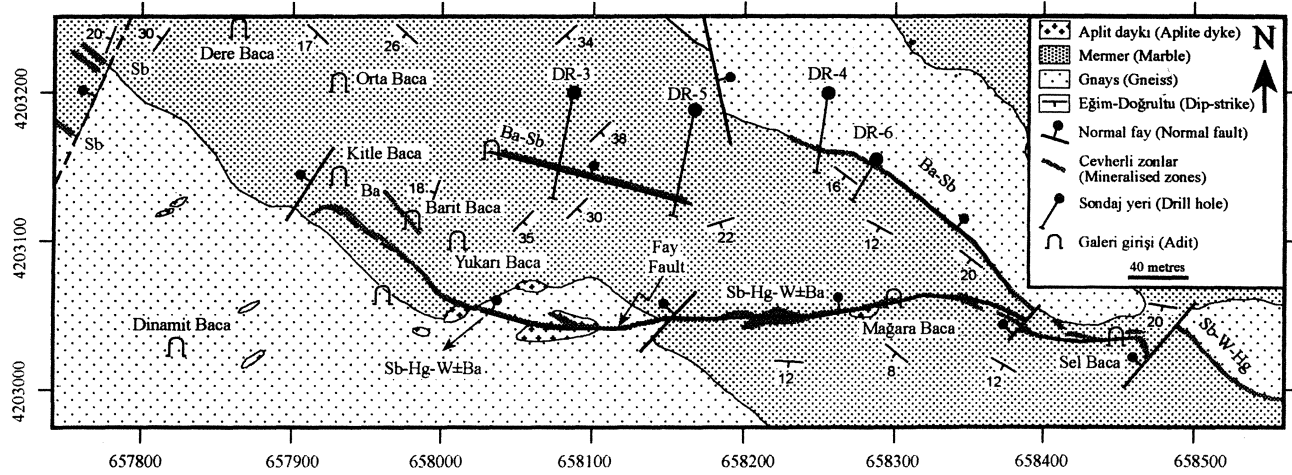 Aplit daykı (Aplite dyke)
Mermer (Marble)
Gnays (Gneiss)
Eğim-Doğrultu (Dip-strike)
Normal fay (Normal fault)
Cevherli zonlar
(Mineralised zones)
Sondaj yeri (Drill hole)
Galeri girişi (Adit)
40 metres
N
20
30
Sb
Sb
Dere Baca
17
26
34
Orta Baca
DR-3
DR-5
DR-4
DR-6
Ba-Sb
38
Kitle Baca
Ba
18
Barit Baca
30
35
Yukarı Baca
22
16
12
Ba-Sb
20
Fay
Fault
Sb-Hg-W±Ba
Mağara Baca
Dinamit Baca
Sb-Hg-W±Ba
12
8
12
Sel Baca
20
Sb-W-Hg
4203200
4203100
4203000
657800
657900
658000
658100
658200
658300
658400
658500